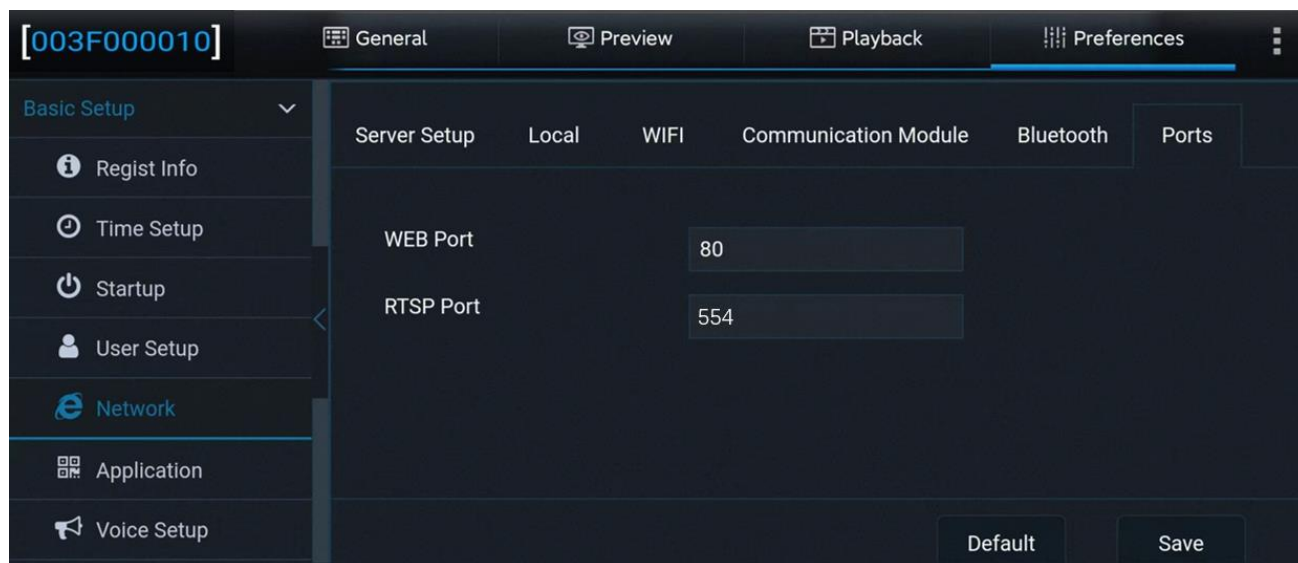 [003F000010] General Preview Playback Preferences
Basic Setup
Regist Info
Time Setup
Startup
User Setup
Network
Application
Voice Setup
Server Setup Local WIFI Communication Module Bluetooth Ports
WEB Port 80
RTSP Port 554
Default Save